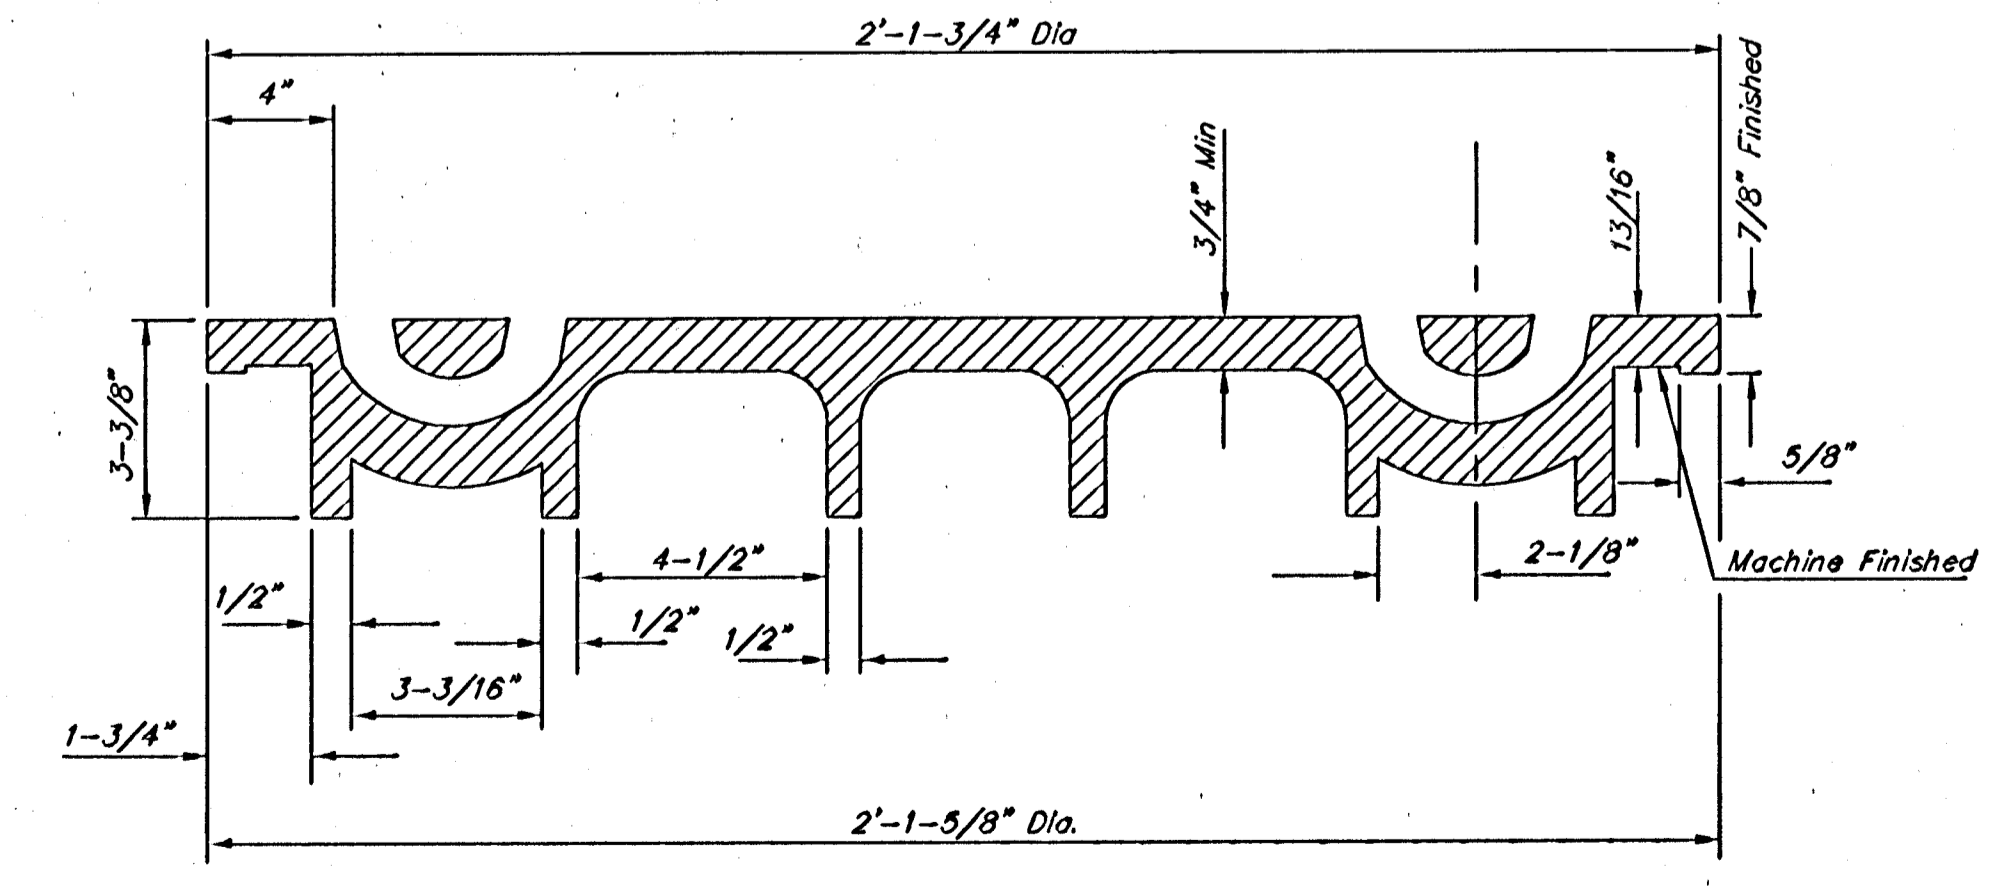 2'-1-3/4" Dia
4"
3/4" Min
13/16"
7/8" Finished
3-3/8"
5/8"
4-1/2"
2-1/8"
Machine Finished
1/2"
1/2"
1/2"
3-3/16"
1-3/4"
2'-1-5/8" Dia.